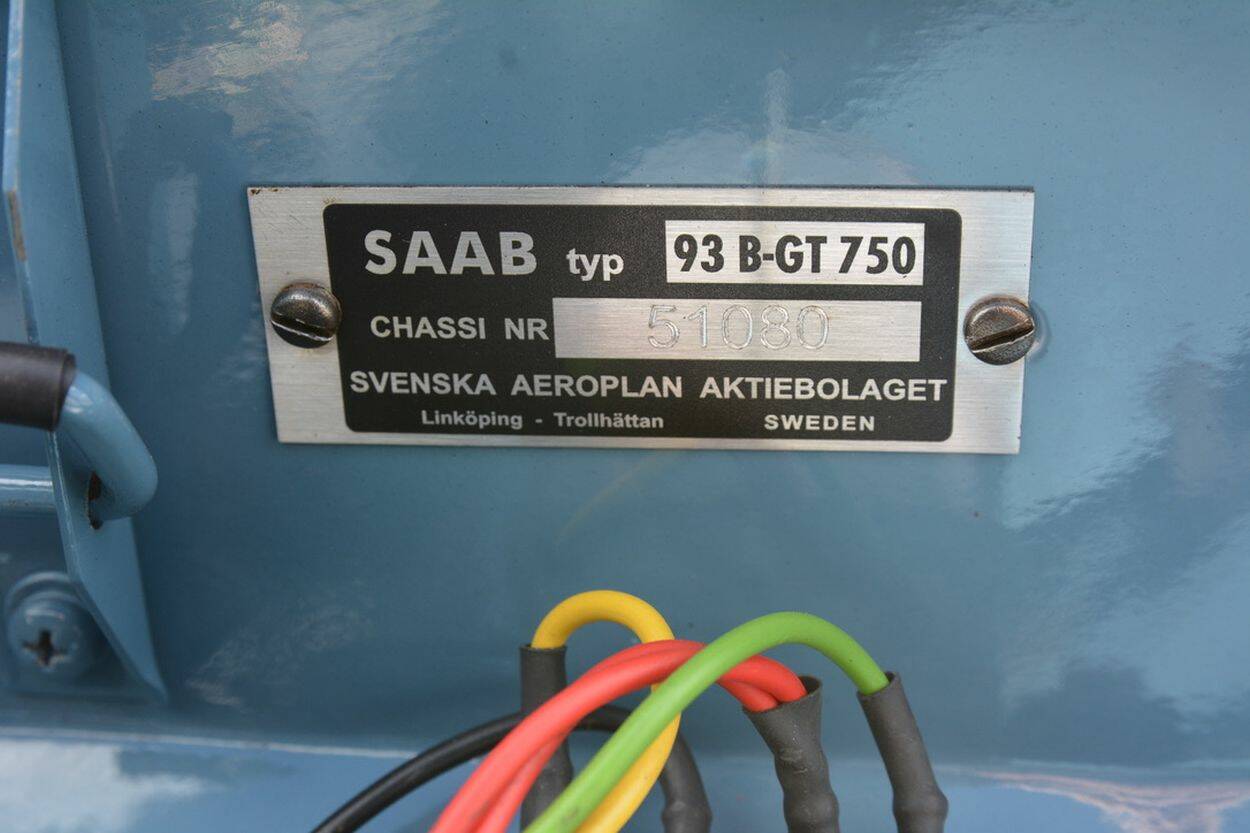 SAAB typ 93 B-GT 750
CHASSI NR 51080
SVENSKA AEROPLAN AKTIEBOLAGET
Linköping - Trollhättan SWEDEN